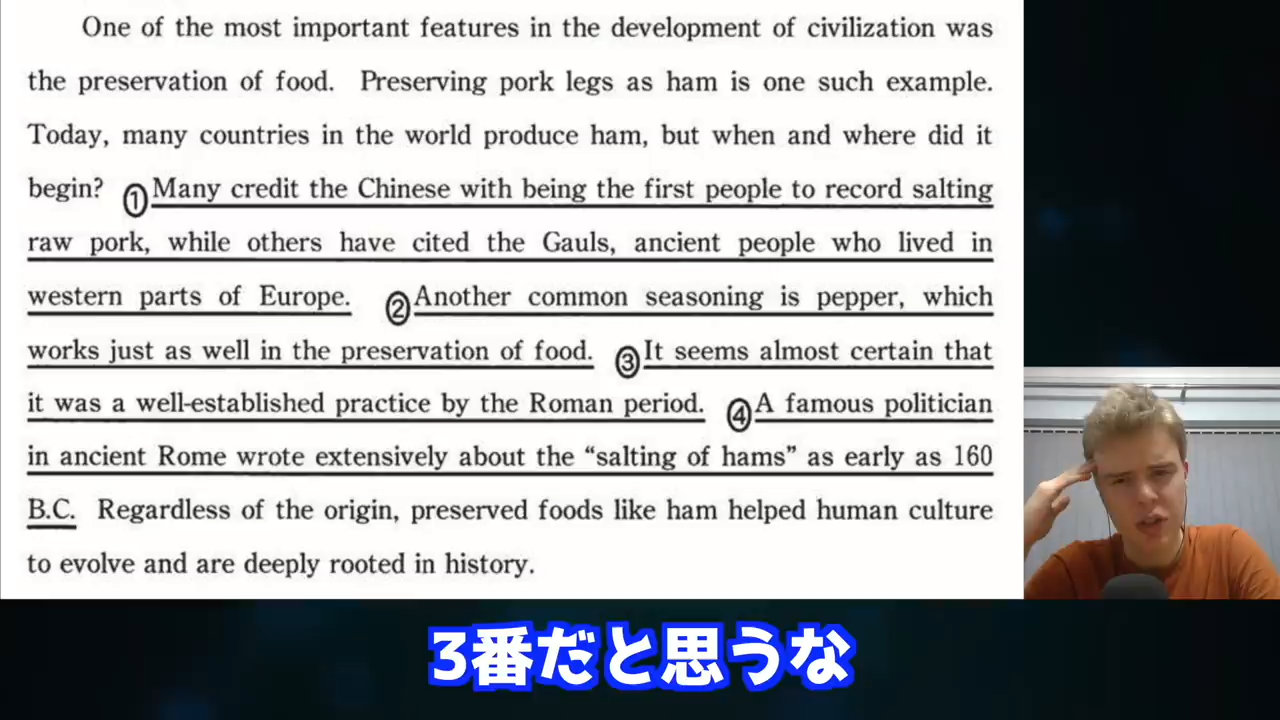 One of the most important features in the development of civilization was
the preservation of food. Preserving pork legs as ham is one such example.
Today, many countries in the world produce ham, but when and where did it
begin? ①Many credit the Chinese with being the first people to record salting
raw pork, while others have cited the Gauls, ancient people who lived in
western parts of Europe. ②Another common seasoning is pepper, which
works just as well in the preservation of food. ③It seems almost certain that
it was a well-established practice by the Roman period. ④A famous politician
in ancient Rome wrote extensively about the “salting of hams” as early as 160
B.C. Regardless of the origin, preserved foods like ham helped human culture
to evolve and are deeply rooted in history.
3番だと思うな